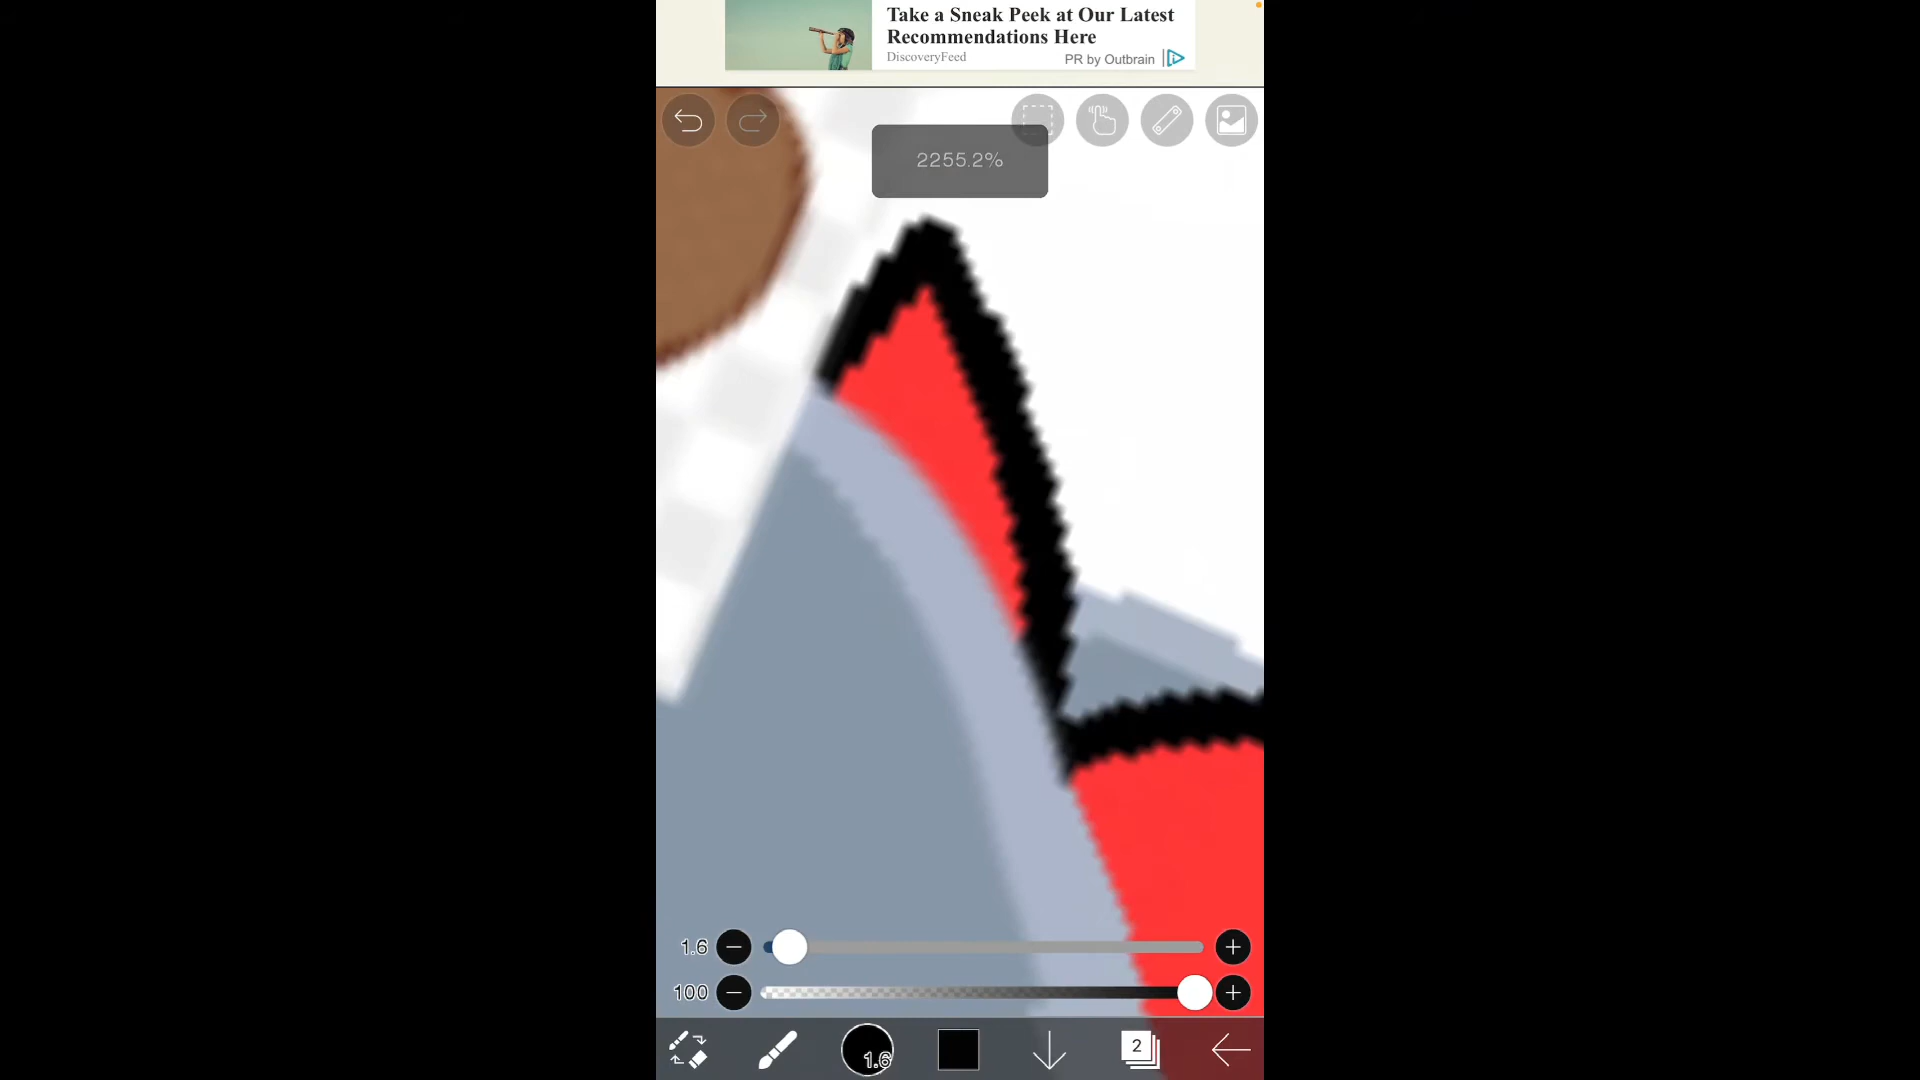 Take a Sneak Peek at Our Latest
Recommendations Here
DiscoveryFeed
PR by Outbrain
2255.2%
1.6
100
1.6
2